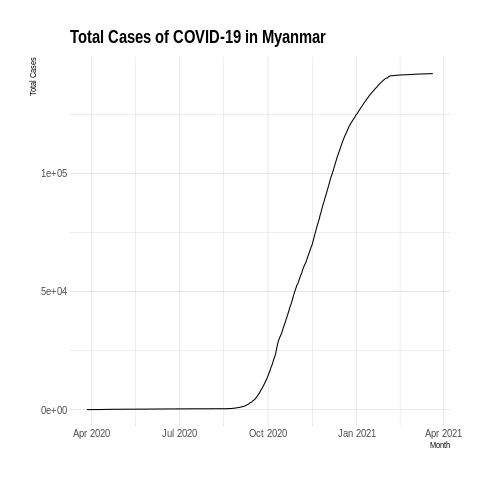 Total Cases of COVID-19 in Myanmar
Total Cases
1e+05
5e+04
0e+00
Apr 2020 Jul 2020 Oct 2020 Jan 2021 Apr 2021
Month